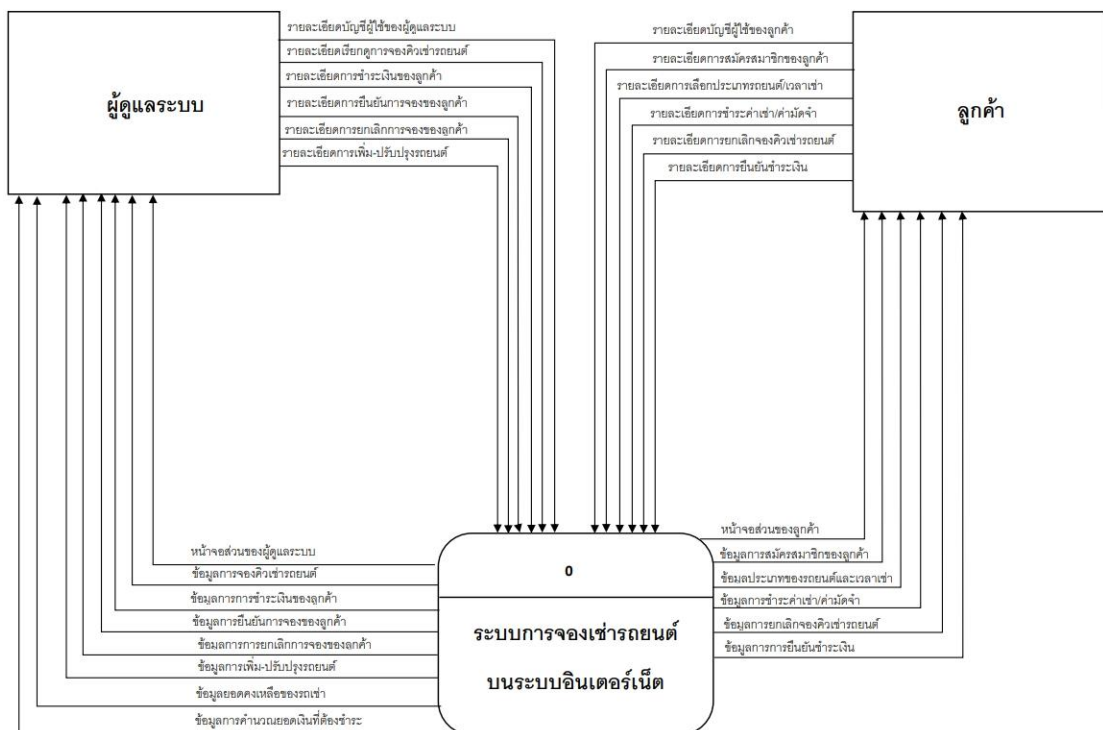 รายละเอียดบัญชีผู้ใช้ของผู้ดูแลระบบ
รายละเอียดเรียกดูการจองคิวเช่ารถยนต์
รายละเอียดการชำระเงินของลูกค้า
รายละเอียดการยืนยันการจองของลูกค้า
รายละเอียดการยกเลิกการจองของลูกค้า
รายละเอียดการเพิ่ม-ปรับปรุงรถยนต์
ผู้ดูแลระบบ
รายละเอียดบัญชีผู้ใช้ของลูกค้า
รายละเอียดการสมัครสมาชิกของลูกค้า
รายละเอียดการเลือกประเภทรถยนต์/เวลาเช่า
รายละเอียดการชำระค่าเช่า/ค่ามัดจำ
รายละเอียดการยกเลิกจองคิวเช่ารถยนต์
รายละเอียดการยืนยันชำระเงิน
ลูกค้า
หน้าจอส่วนของผู้ดูแลระบบ
ข้อมูลการจองคิวเช่ารถยนต์
ข้อมูลการการชำระเงินของลูกค้า
ข้อมูลการยืนยันการจองของลูกค้า
ข้อมูลการการยกเลิกการจองของลูกค้า
ข้อมูลการเพิ่ม-ปรับปรุงรถยนต์
ข้อมูลยอดคงเหลือของรถเช่า
ข้อมูลการคำนวณยอดเงินที่ต้องชำระ
0
ระบบการจองเช่ารถยนต์
บนระบบอินเตอร์เน็ต
หน้าจอส่วนของลูกค้า
ข้อมูลการสมัครสมาชิกของลูกค้า
ข้อมูลประเภทของรถยนต์และเวลาเช่า
ข้อมูลการชำระค่าเช่า/ค่ามัดจำ
ข้อมูลการยกเลิกจองคิวเช่ารถยนต์
ข้อมูลการการยืนยันชำระเงิน